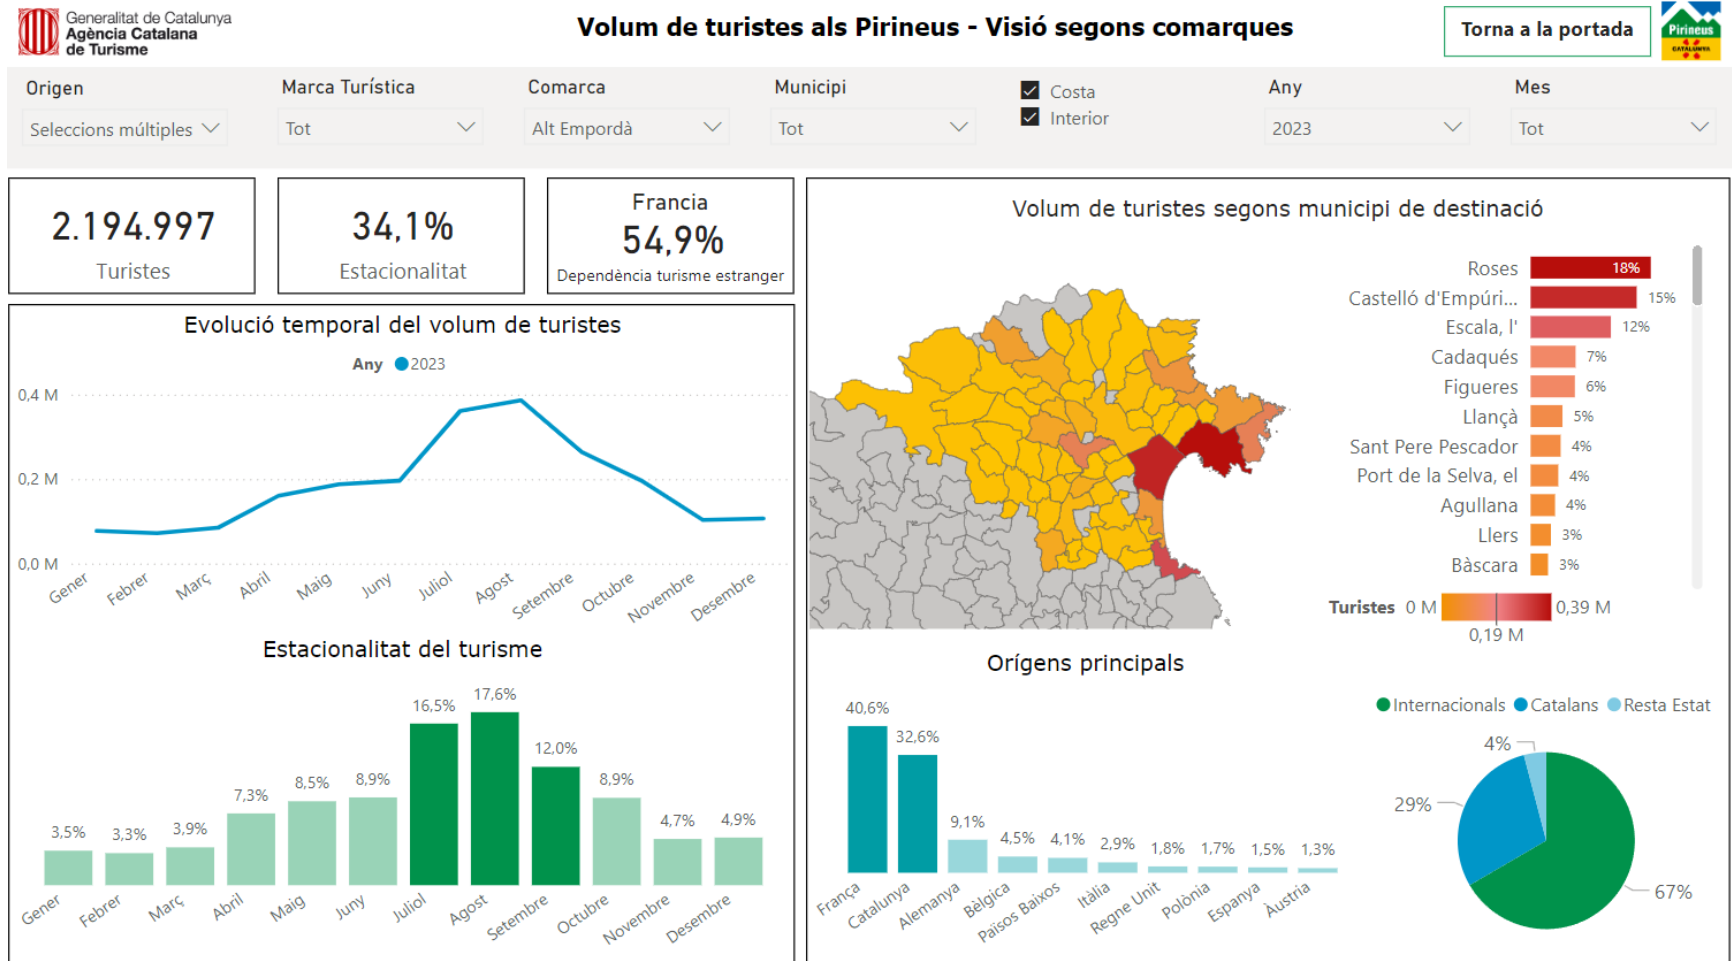 Generalitat de Catalunya
Agència Catalana
de Turisme
Volum de turistes als Pirineus - Visió segons comarques
Torna a la portada
Pirineus
CATALUNYA
Origen
Seleccions múltiples
Marca Turística
Tot
Comarca
Alt Empordà
Municipi
Tot
Costa
Interior
Any
2023
Mes
Tot
2.194.997
Turistes
34,1%
Estacionalitat
Francia
54,9%
Dependència turisme estranger
Evolució temporal del volum de turistes
Any 2023
0,4 M
0,2 M
0,0 M
Gener
Febrer
Març
Abril
Maig
Juny
Juliol
Agost
Setembre
Octubre
Novembre
Desembre
Estacionalitat del turisme
3,5%
3,3%
3,9%
7,3%
8,5%
8,9%
16,5%
17,6%
12,0%
8,9%
4,7%
4,9%
Gener
Febrer
Març
Abril
Maig
Juny
Juliol
Agost
Setembre
Octubre
Novembre
Desembre
Volum de turistes segons municipi de destinació
Roses 18%
Castelló d'Empúri... 15%
Escala, l' 12%
Cadaqués 7%
Figueres 6%
Llançà 5%
Sant Pere Pescador 4%
Port de la Selva, el 4%
Agullana 4%
Llers 3%
Bàscara 3%
Turistes 0 M 0,39 M
0,19 M
Orígens principals
40,6%
32,6%
9,1%
4,5%
4,1%
2,9%
1,8%
1,7%
1,5%
1,3%
França
Catalunya
Alemanya
Bèlgica
Països Baixos
Itàlia
Regne Unit
Polònia
Espanya
Àustria
Internacionals Catalans Resta Estat
4%
29%
67%